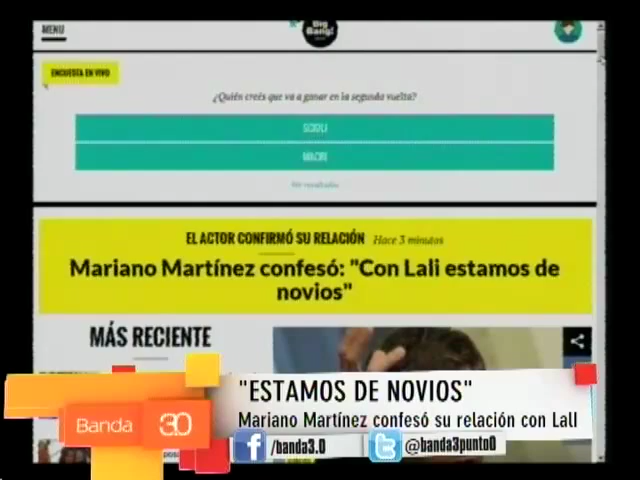 MENU
Big
Bang!
ENCUESTA EN VIVO
¿Quién creés que va a ganar en la segunda vuelta?
SCIOLI
MACRI
Ver resultados
EL ACTOR CONFIRMÓ SU RELACIÓN Hace 3 minutos
Mariano Martínez confesó: "Con Lali estamos de
novios"
MÁS RECIENTE
"ESTAMOS DE NOVIOS"
Mariano Martínez confesó su relación con Lali
Banda 3.0
/banda3.0
@banda3punto0